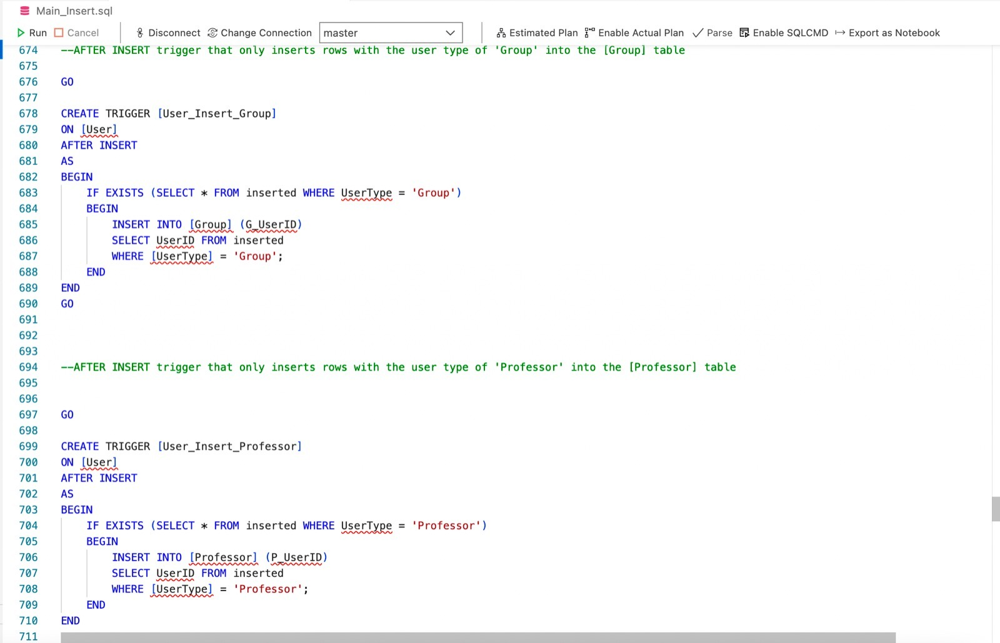 Main_Insert.sql
Run Cancel Disconnect Change Connection master Estimated Plan Enable Actual Plan Parse Enable SQLCMD Export as Notebook
674 --AFTER INSERT trigger that only inserts rows with the user type of 'Group' into the [Group] table
675
676 GO
677
678 CREATE TRIGGER [User_Insert_Group]
679 ON [User]
680 AFTER INSERT
681 AS
682 BEGIN
683 IF EXISTS (SELECT * FROM inserted WHERE UserType = 'Group')
684 BEGIN
685 INSERT INTO [Group] (G_UserID)
686 SELECT UserID FROM inserted
687 WHERE [UserType] = 'Group';
688 END
689 END
690 GO
691
692
693
694 --AFTER INSERT trigger that only inserts rows with the user type of 'Professor' into the [Professor] table
695
696
697 GO
698
699 CREATE TRIGGER [User_Insert_Professor]
700 ON [User]
701 AFTER INSERT
702 AS
703 BEGIN
704 IF EXISTS (SELECT * FROM inserted WHERE UserType = 'Professor')
705 BEGIN
706 INSERT INTO [Professor] (P_UserID)
707 SELECT UserID FROM inserted
708 WHERE [UserType] = 'Professor';
709 END
710 END
711